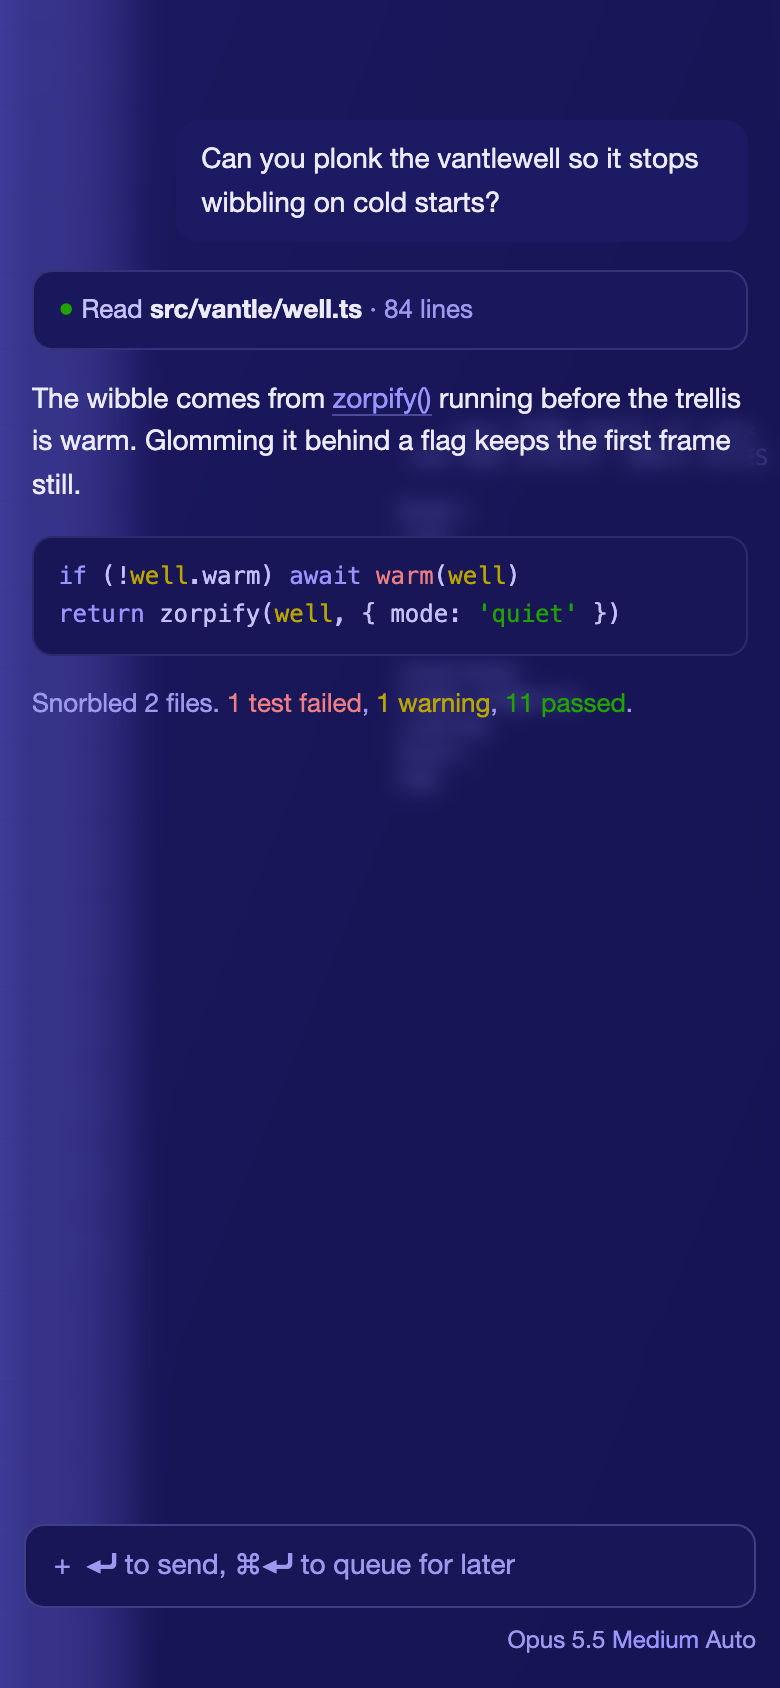 Can you plonk the vantlewell so it stops
wibbling on cold starts?
Read src/vantle/well.ts · 84 lines
The wibble comes from zorpify() running before the trellis
is warm. Glomming it behind a flag keeps the first frame
still.
if (!well.warm) await warm(well)
return zorpify(well, { mode: 'quiet' })
Snorbled 2 files. 1 test failed, 1 warning, 11 passed.
+ ↵ to send, ⌘↵ to queue for later
Opus 5.5 Medium Auto